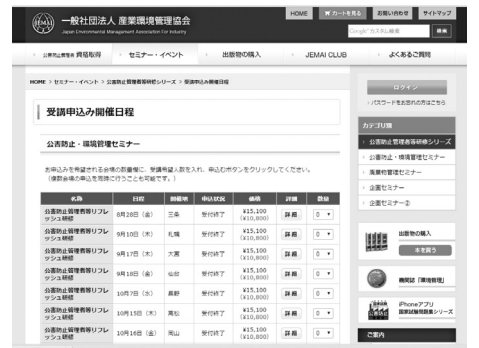 一般社団法人 産業環境管理協会
Japan Environmental Management Association For Industry
HOME カートを見る お問い合わせ サイトマップ
Google カスタム検索 検索
公害防止管理者 資格取得 セミナー・イベント 出版物の購入 JEMAI CLUB よくあるご質問
HOME > セミナー・イベント > 公害防止管理者等研修シリーズ > 受講申込み開催日程
受講申込み開催日程
公害防止・環境管理セミナー
お申込みを希望される会場の数量欄に、受講希望人数を入れ、申込むボタンをクリックしてください。
(複数会場の申込を同時に行うことも可能です。)
名称 日程 開催地 申込状況 価格 詳細 数量
公害防止管理者等リフレッシュ研修 8月28日(金) 三条 受付終了 ¥15,100 (¥10,800) 詳細 0
公害防止管理者等リフレッシュ研修 9月10日(木) 札幌 受付終了 ¥15,100 (¥10,800) 詳細 0
公害防止管理者等リフレッシュ研修 9月17日(木) 大宮 受付終了 ¥15,100 (¥10,800) 詳細 0
公害防止管理者等リフレッシュ研修 9月18日(金) 仙台 受付終了 ¥15,100 (¥10,800) 詳細 0
公害防止管理者等リフレッシュ研修 10月7日(水) 長野 受付終了 ¥15,100 (¥10,800) 詳細 0
公害防止管理者等リフレッシュ研修 10月15日(木) 高松 受付終了 ¥15,100 (¥10,800) 詳細 0
公害防止管理者等リフレッシュ研修 10月16日(金) 岡山 受付終了 ¥15,100 (¥10,800) 詳細 0
ログイン
パスワードをお忘れの方はこちら
カテゴリ別
公害防止管理者等研修シリーズ
公害防止・環境管理セミナー
廃棄物管理セミナー
企画セミナー
企画セミナー②
出版物の購入
本を買う
機関誌「環境管理」
iPhoneアプリ
国家試験問題集シリーズ
ご案内